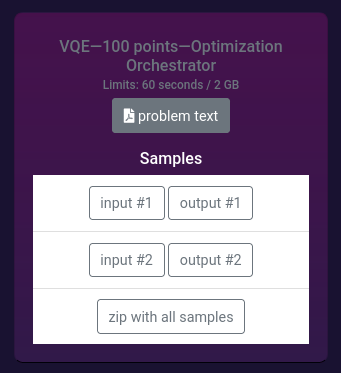 VQE—100 points—Optimization
Orchestrator
Limits: 60 seconds / 2 GB
problem text
Samples
input #1 output #1
input #2 output #2
zip with all samples